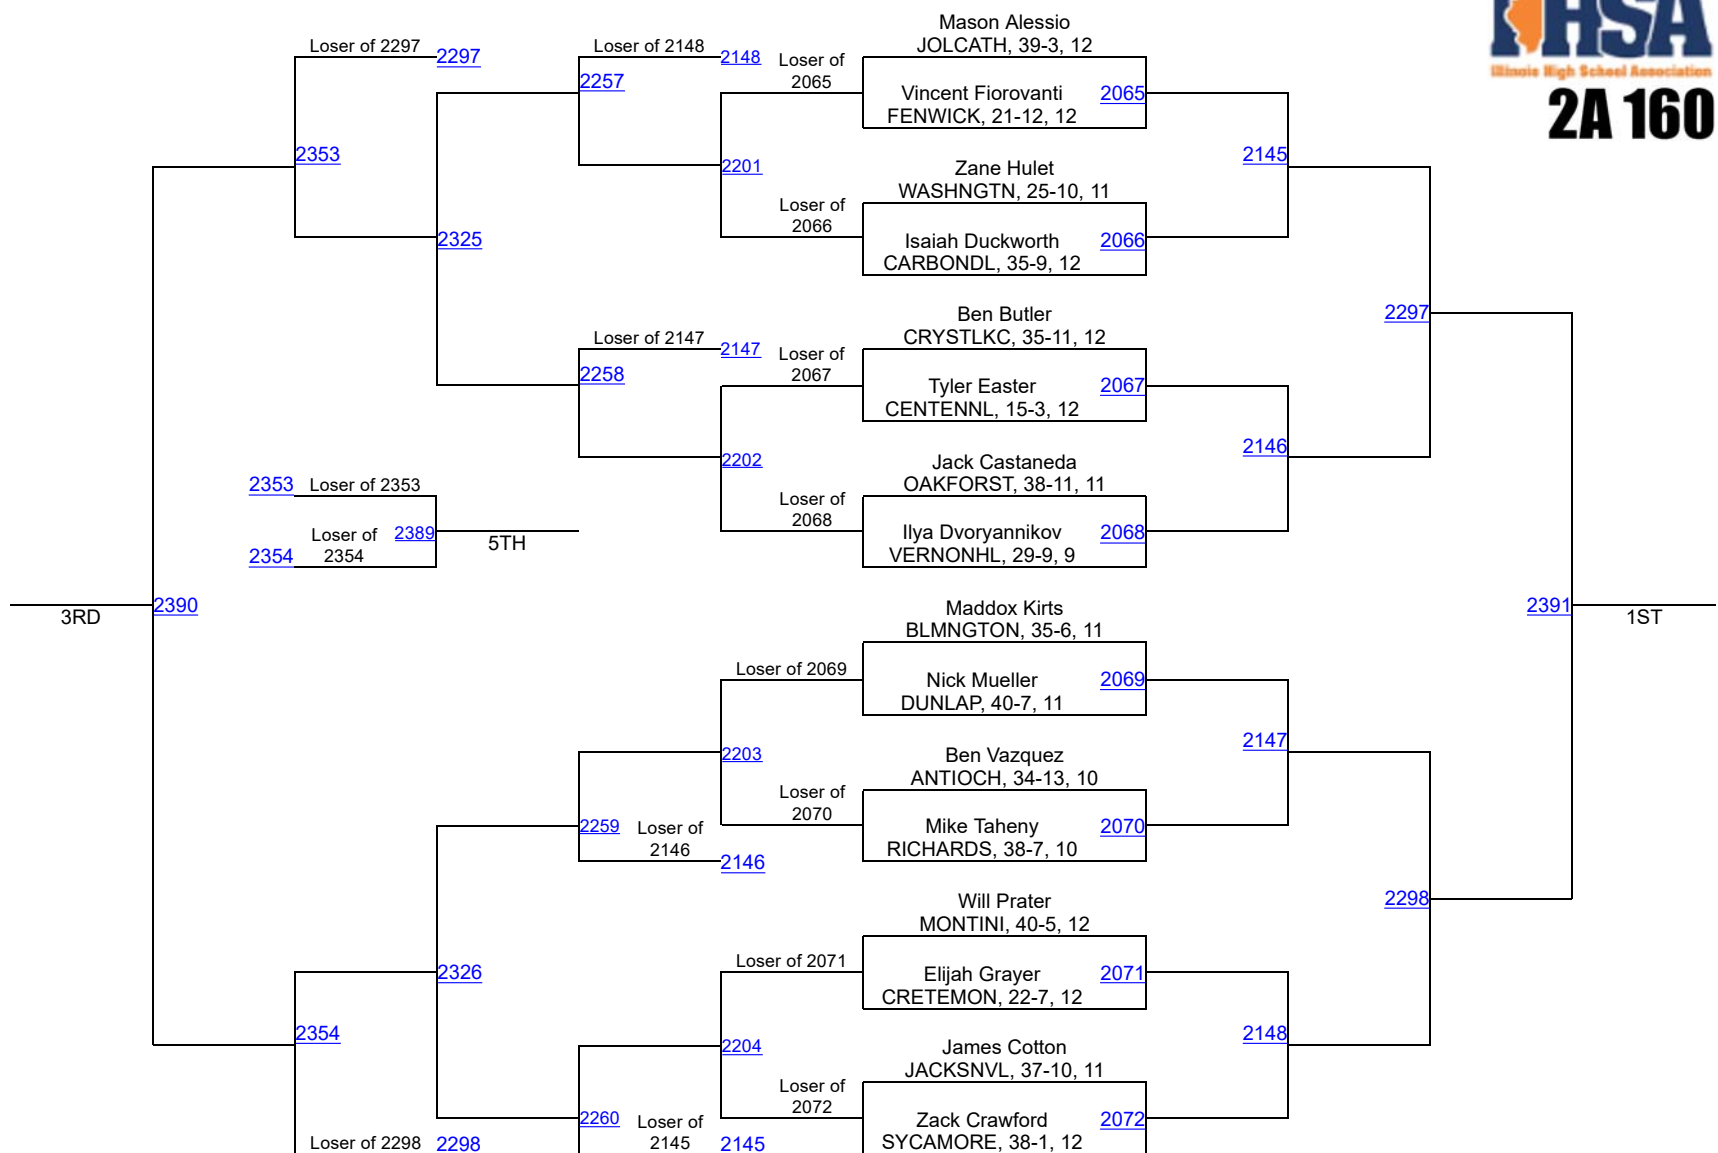 IHSA
Illinois High School Association
2A 160
Mason Alessio
JOLCATH, 39-3, 12
Loser of 2297
2297
Loser of 2148
2148
Loser of
2065
2257
Vincent Fiorovanti
2065
FENWICK, 21-12, 12
2353
2145
Zane Hulet
WASHNGTN, 25-10, 11
2201
Loser of
2066
2325
Isaiah Duckworth
2066
CARBONDL, 35-9, 12
Ben Butler
CRYSTLKC, 35-11, 12
2297
Loser of 2147
2147
Loser of
2067
2258
Tyler Easter
2067
CENTENNL, 15-3, 12
2146
2202
Jack Castaneda
OAKFORST, 38-11, 11
2353
Loser of 2353
Loser of
2068
Loser of
2354
2389
2354
5TH
Ilya Dvoryannikov
2068
VERNONHL, 29-9, 9
2390
3RD
Maddox Kirts
BLMNGTON, 35-6, 11
2391
1ST
Loser of 2069
Nick Mueller
2069
DUNLAP, 40-7, 11
2147
2203
Ben Vazquez
ANTIOCH, 34-13, 10
Loser of
2070
2259
Loser of
2146
2146
Mike Taheny
2070
RICHARDS, 38-7, 10
Will Prater
MONTINI, 40-5, 12
2298
Loser of 2071
2326
Elijah Grayer
2071
CRETEMON, 22-7, 12
2354
2148
2204
James Cotton
JACKSNVL, 37-10, 11
Loser of
2072
2260
Loser of
2145
2145
Zack Crawford
2072
SYCAMORE, 38-1, 12
Loser of 2298
2298